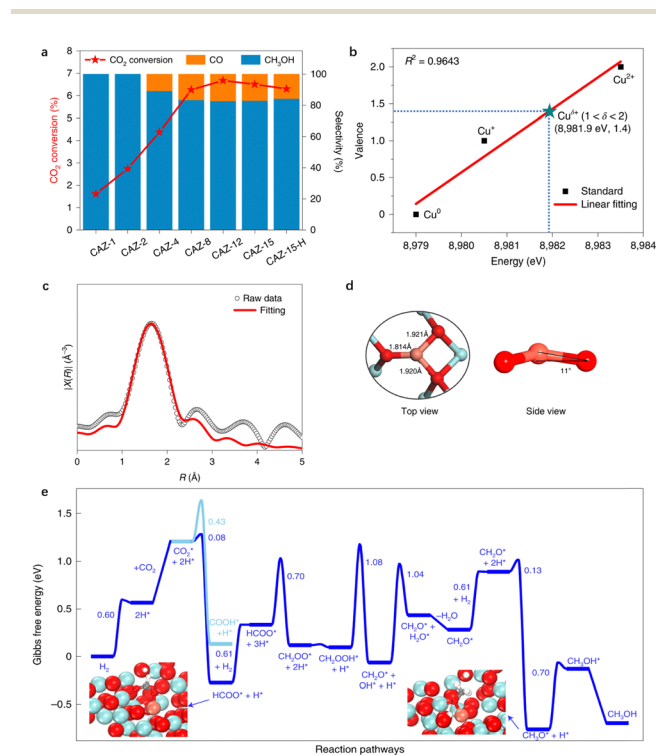 a
CO₂ conversion
CO
CH₃OH
8
7
6
5
4
3
2
1
0
CO₂ conversion (%)
100
80
60
40
20
0
Selectivity (%)
CAZ-1
CAZ-2
CAZ-4
CAZ-8
CAZ-12
CAZ-15
CAZ-15-H
b
R² = 0.9643
2.0
1.5
1.0
0.5
0
Valence
Cu²⁺
Cu^δ+ (1 < δ < 2)
(8,981.9 eV, 1.4)
Cu⁺
Cu⁰
Standard
Linear fitting
8,979
8,980
8,981
8,982
8,983
8,984
Energy (eV)
c
Raw data
Fitting
|X(R)| (Å⁻³)
0
1
2
3
4
5
R (Å)
d
1.921Å
1.814Å
1.920Å
11°
Top view
Side view
e
1.5
1.0
0.5
0
−0.5
Gibbs free energy (eV)
H₂
0.60
2H*
+CO₂
CO₂*
+ 2H*
0.43
0.08
COOH*
+H*
0.61
+ H₂
HCOO* + H*
HCOO*
+ 3H*
0.70
CH₂OO*
+ 2H*
CH₂OOH*
+ H*
1.08
CH₂O* +
OH* + H*
1.04
CH₂O* +
H₂O*
−H₂O
CH₂O*
0.61
+ H₂
CH₂O*
+ 2H*
0.13
CH₃O* + H*
0.70
CH₃OH*
CH₃OH
Reaction pathways